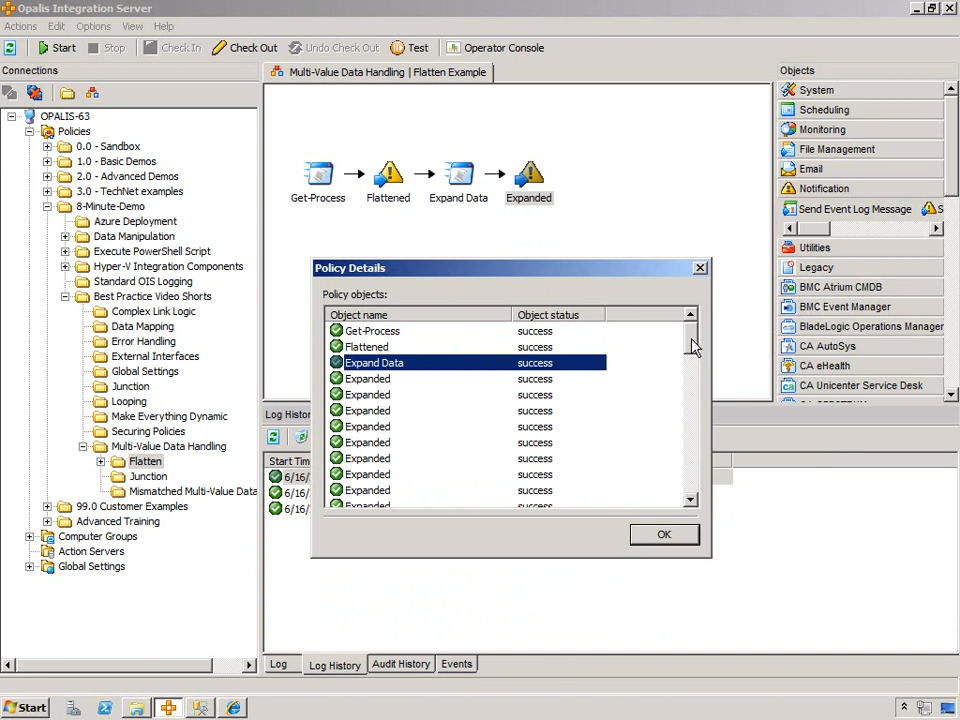 Opalis Integration Server
Actions Edit Options View Help
Start Stop Check In Check Out Undo Check Out Test Operator Console
Connections
OPALIS-63
Policies
0.0 - Sandbox
1.0 - Basic Demos
2.0 - Advanced Demos
3.0 - TechNet examples
8-Minute-Demo
Azure Deployment
Data Manipulation
Execute PowerShell Script
Hyper-V Integration Components
Standard OIS Logging
Best Practice Video Shorts
Complex Link Logic
Data Mapping
Error Handling
External Interfaces
Global Settings
Junction
Looping
Make Everything Dynamic
Securing Policies
Multi-Value Data Handling
Flatten
Junction
Mismatched Multi-Value Data
99.0 Customer Examples
Advanced Training
Computer Groups
Action Servers
Global Settings
Multi-Value Data Handling | Flatten Example
Get-Process Flattened Expand Data Expanded
Policy Details
Policy objects:
Object name Object status
Get-Process success
Flattened success
Expand Data success
Expanded success
Expanded success
Expanded success
Expanded success
Expanded success
Expanded success
Expanded success
Expanded success
Expanded success
OK
Log History
Start Time
6/16/
6/16/
6/16/
Log Log History Audit History Events
Objects
System
Scheduling
Monitoring
File Management
Email
Notification
Send Event Log Message S
Utilities
Legacy
BMC Atrium CMDB
BMC Event Manager
BladeLogic Operations Manager
CA AutoSys
CA eHealth
CA Unicenter Service Desk
Start